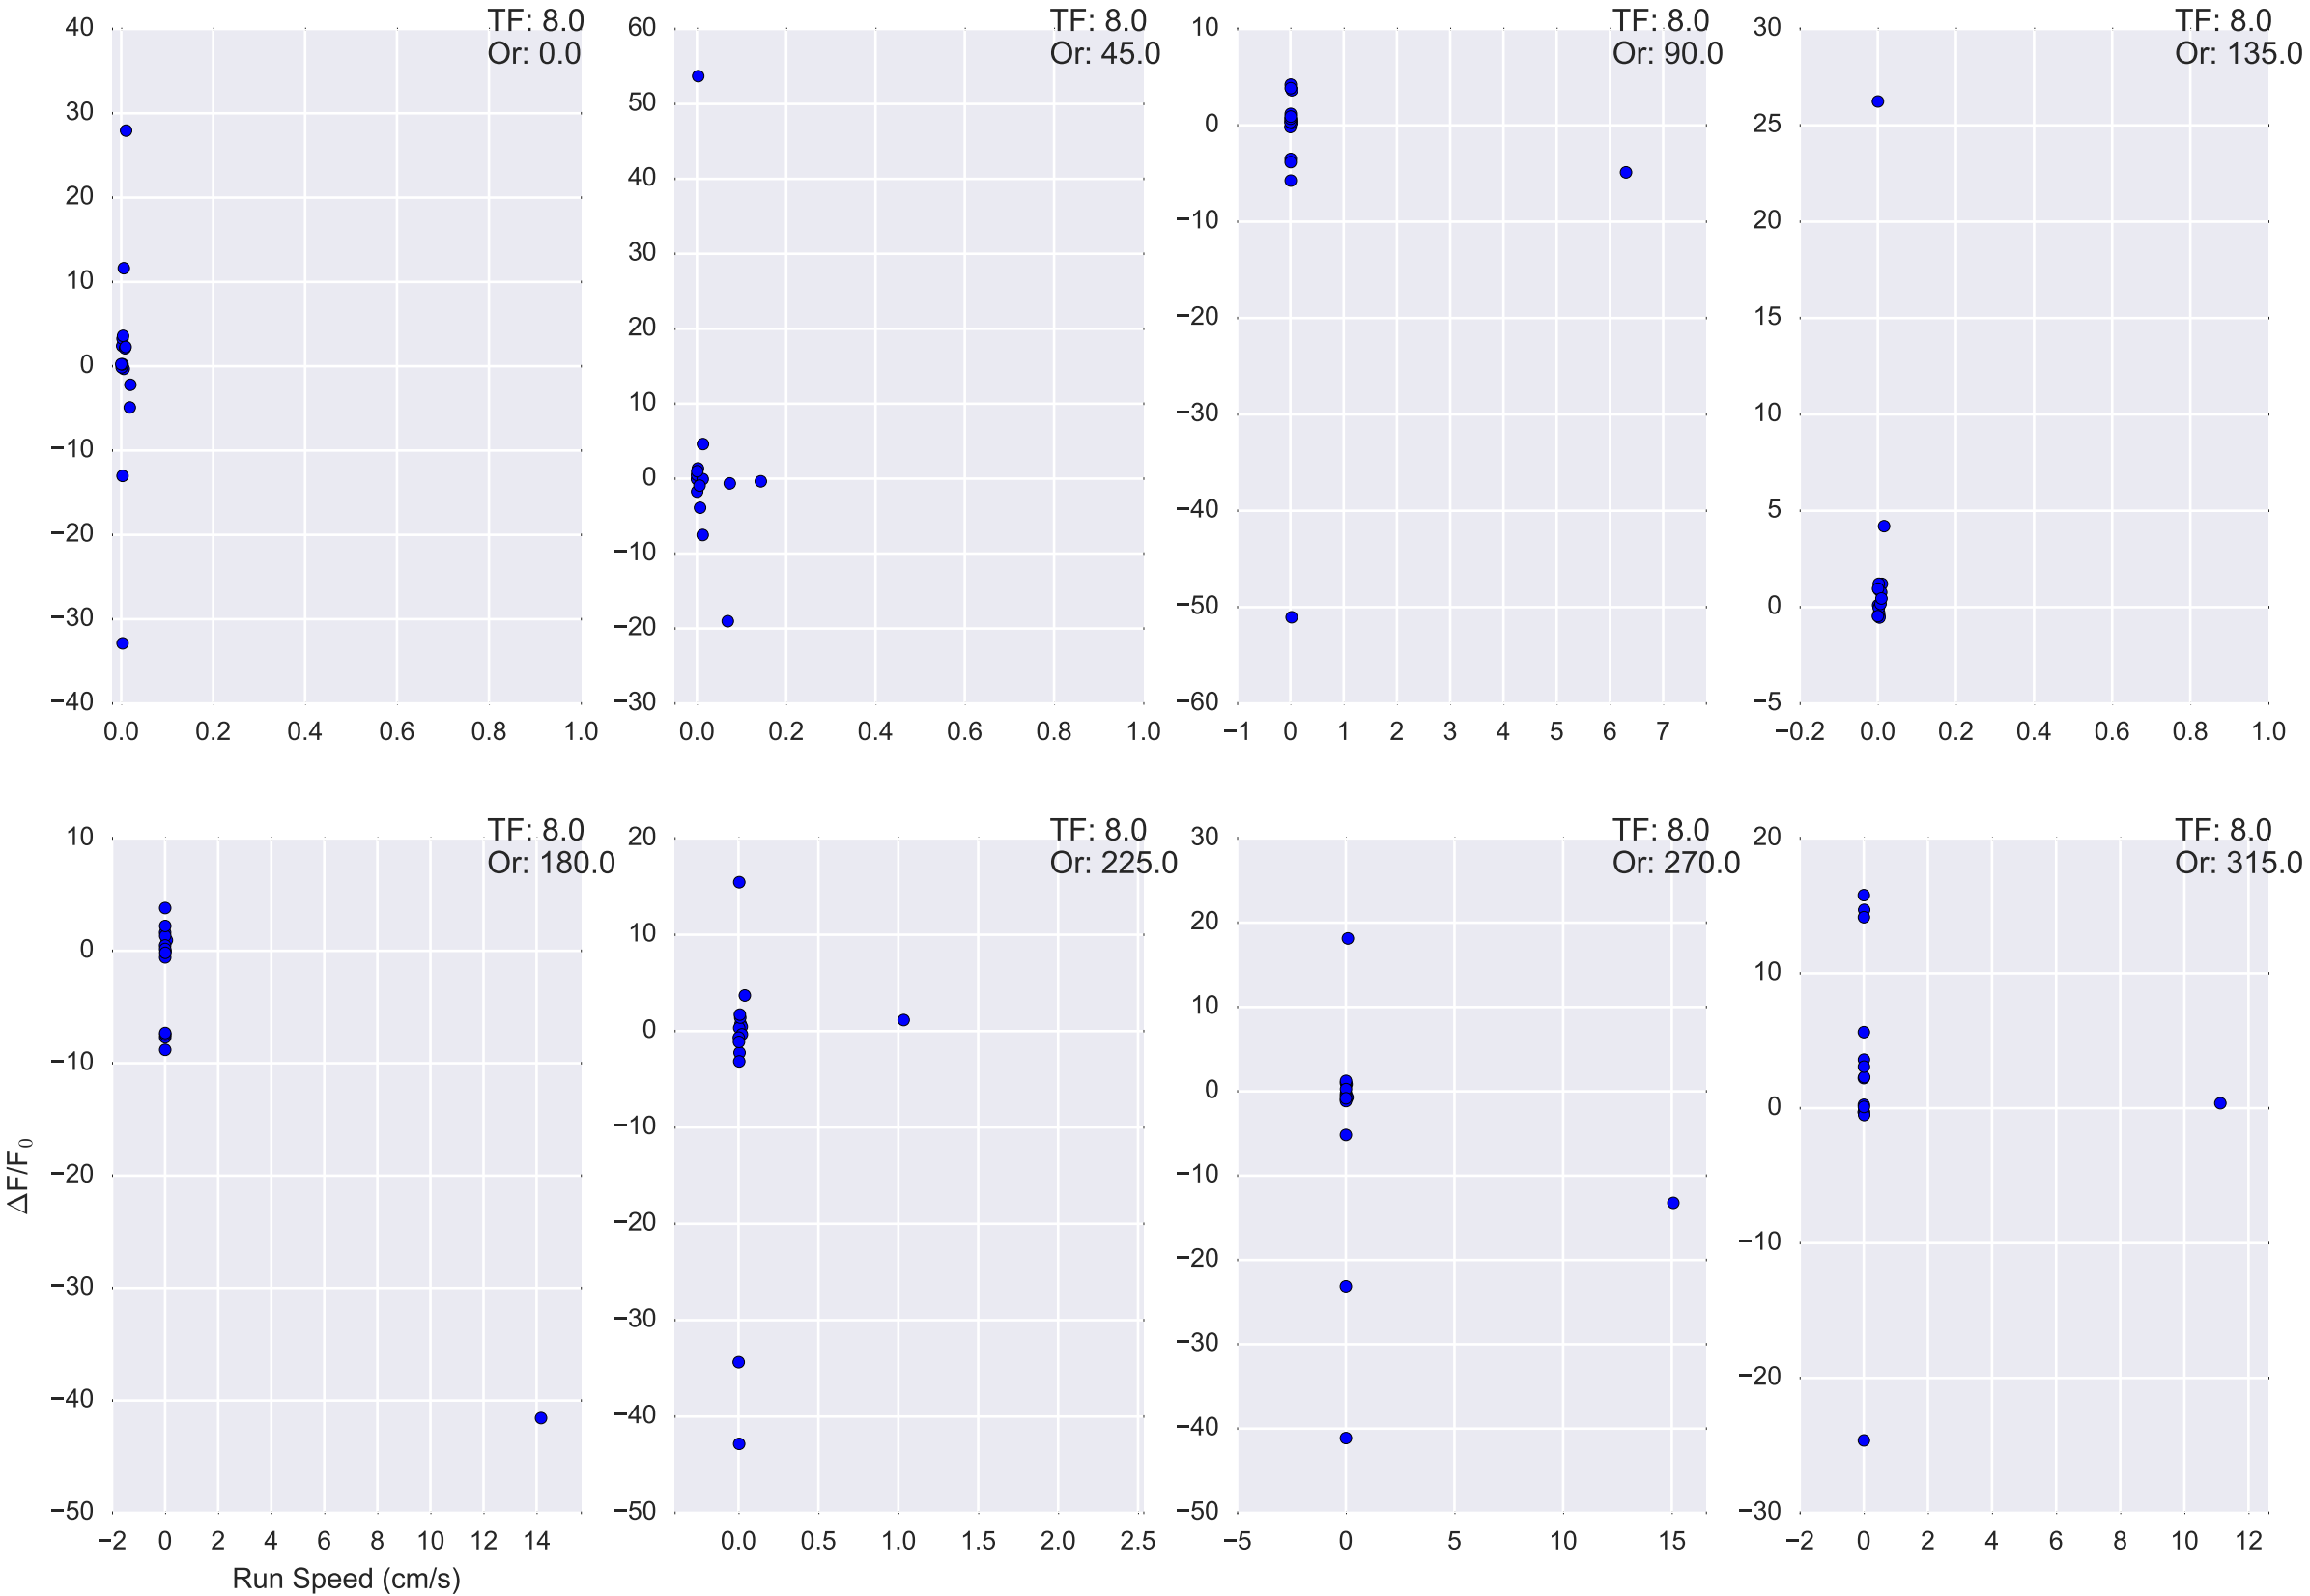 TF: 8.0
Or: 0.0
40
30
20
10
0
−10
−20
−30
−40
0.0 0.2 0.4 0.6 0.8 1.0
TF: 8.0
Or: 45.0
60
50
40
30
20
10
0
−10
−20
−30
0.0 0.2 0.4 0.6 0.8 1.0
TF: 8.0
Or: 90.0
10
0
−10
−20
−30
−40
−50
−60
−1 0 1 2 3 4 5 6 7
TF: 8.0
Or: 135.0
30
25
20
15
10
5
0
−5
−0.2 0.0 0.2 0.4 0.6 0.8 1.0
TF: 8.0
Or: 180.0
10
0
−10
−20
−30
−40
−50
−2 0 2 4 6 8 10 12 14
ΔF/F₀
Run Speed (cm/s)
TF: 8.0
Or: 225.0
20
10
0
−10
−20
−30
−40
−50
0.0 0.5 1.0 1.5 2.0 2.5
TF: 8.0
Or: 270.0
30
20
10
0
−10
−20
−30
−40
−50
−5 0 5 10 15
TF: 8.0
Or: 315.0
20
10
0
−10
−20
−30
−2 0 2 4 6 8 10 12